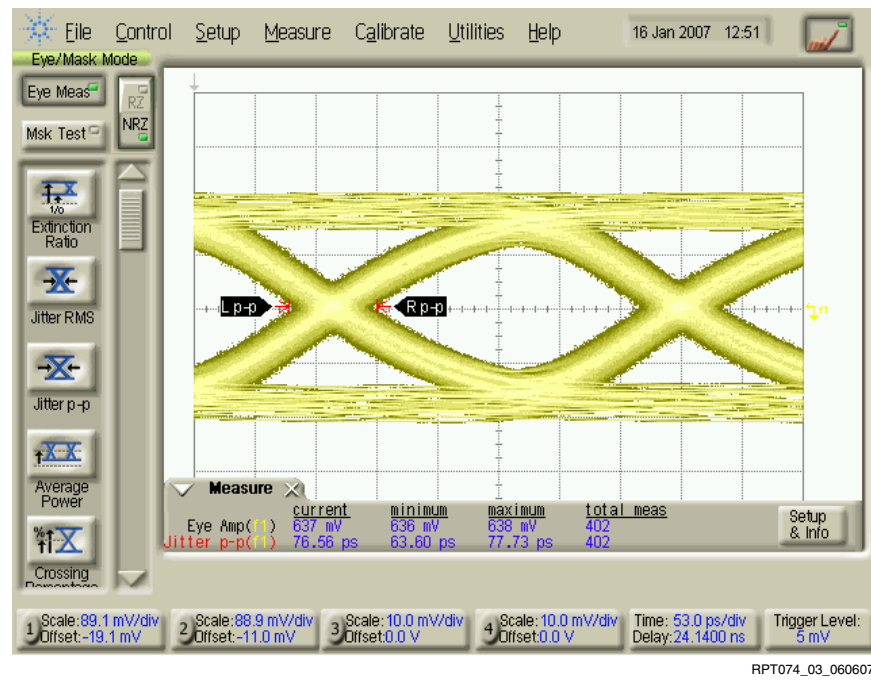 File Control Setup Measure Calibrate Utilities Help 16 Jan 2007 12:51
Eye/Mask Mode
Eye Meas
RZ
NRZ
Msk Test
1/0
Extinction
Ratio
Jitter RMS
Jitter p-p
Average
Power
%
Crossing
Percentage
L p-p
R p-p
Measure
current minimum maximum total meas
Eye Amp(f1) 637 mV 636 mV 638 mV 402
Jitter p-p(f1) 76.56 ps 63.60 ps 77.73 ps 402
Setup
& Info
1 Scale:89.1 mV/div
Offset:-19.1 mV
2 Scale:88.9 mV/div
Offset:-11.0 mV
3 Scale:10.0 mV/div
Offset:0.0 V
4 Scale:10.0 mV/div
Offset:0.0 V
Time: 53.0 ps/div
Delay:24.1400 ns
Trigger Level:
5 mV
RPT074_03_060607